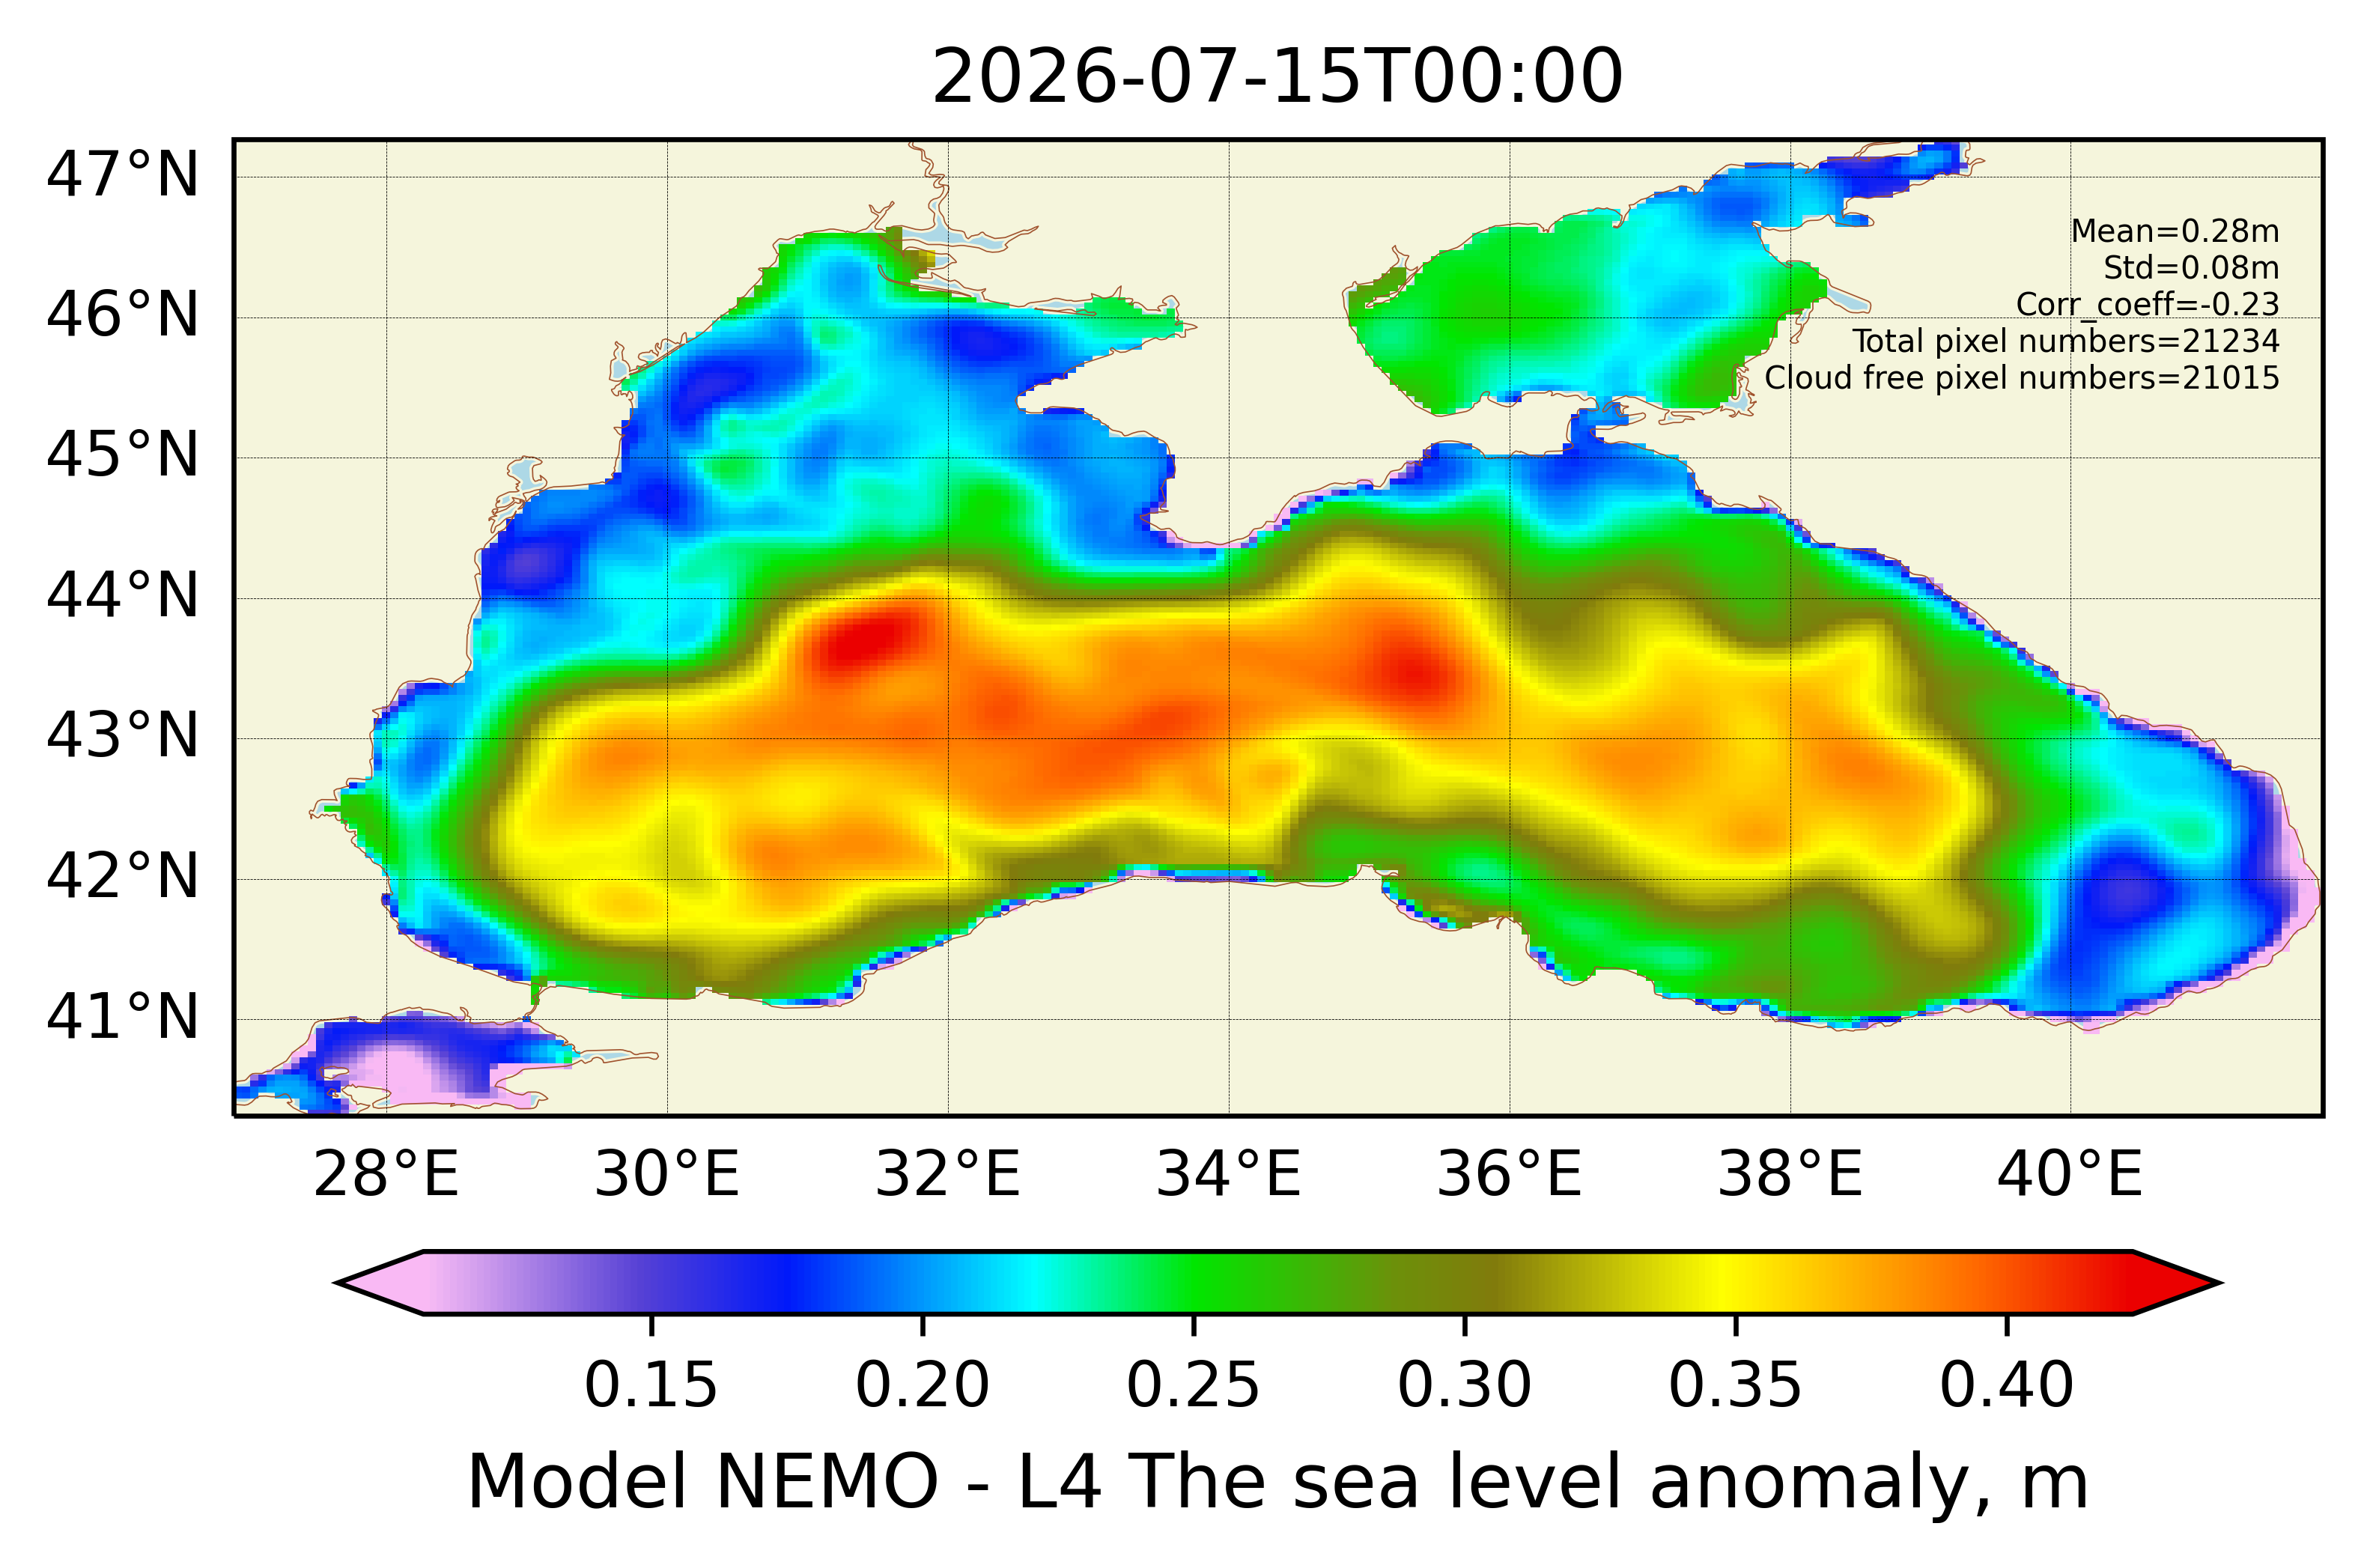 2026-07-15T00:00
47°N
46°N
45°N
44°N
43°N
42°N
41°N
Mean=0.28m
Std=0.08m
Corr_coeff=-0.23
Total pixel numbers=21234
Cloud free pixel numbers=21015
28°E 30°E 32°E 34°E 36°E 38°E 40°E
0.15 0.20 0.25 0.30 0.35 0.40
Model NEMO - L4 The sea level anomaly, m